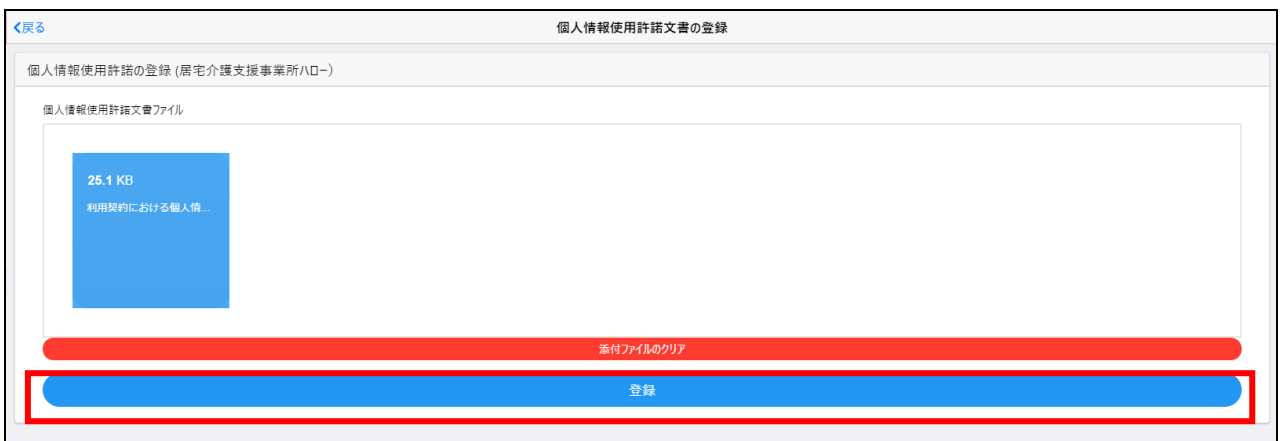 戻る
個人情報使用許諾文書の登録
個人情報使用許諾の登録 (居宅介護支援事業所ハロー)
個人情報使用許諾文書ファイル
25.1 KB
利用契約における個人情...
添付ファイルのクリア
登録